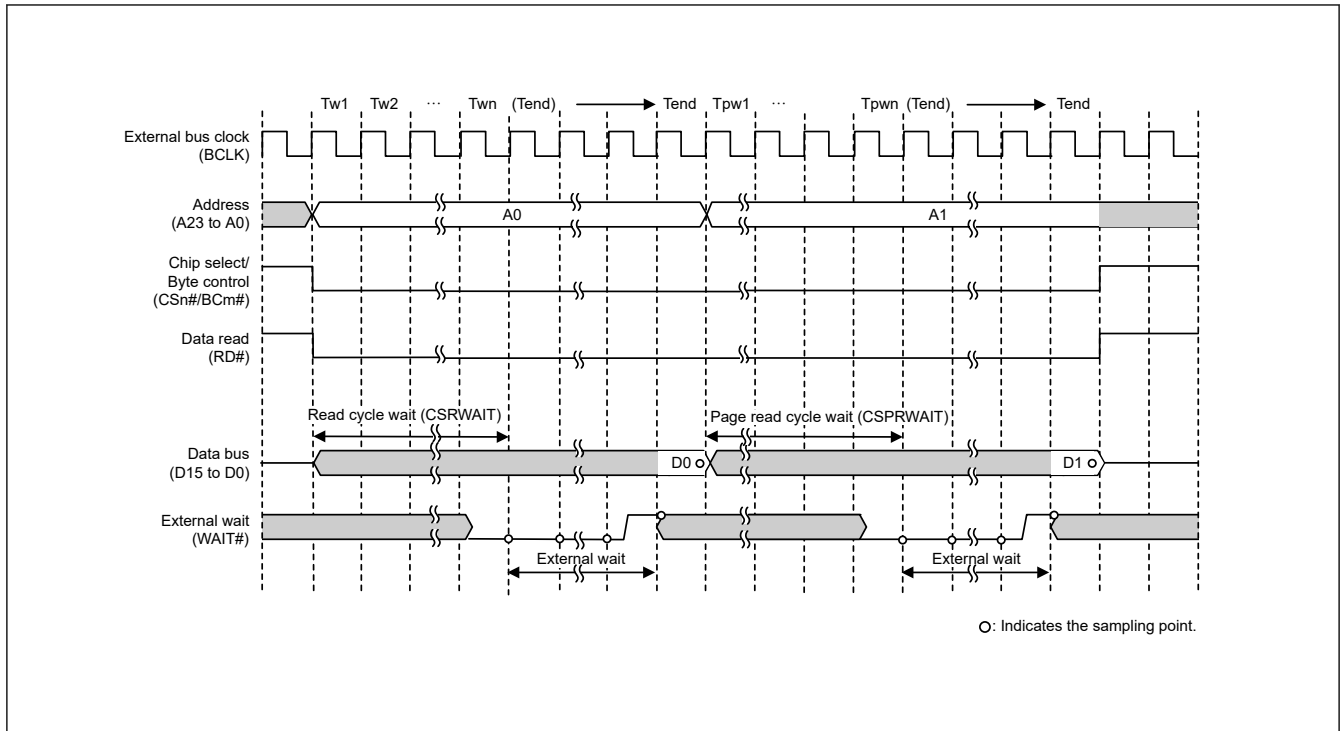 Tw1 Tw2 ... Twn (Tend) Tend Tpw1 ... Tpwn (Tend) Tend
External bus clock
(BCLK)
Address
(A23 to A0)
A0 A1
Chip select/
Byte control
(CSn#/BCm#)
Data read
(RD#)
Read cycle wait (CSRWAIT) Page read cycle wait (CSPRWAIT)
Data bus
(D15 to D0)
D0 D1
External wait
(WAIT#)
External wait External wait
: Indicates the sampling point.